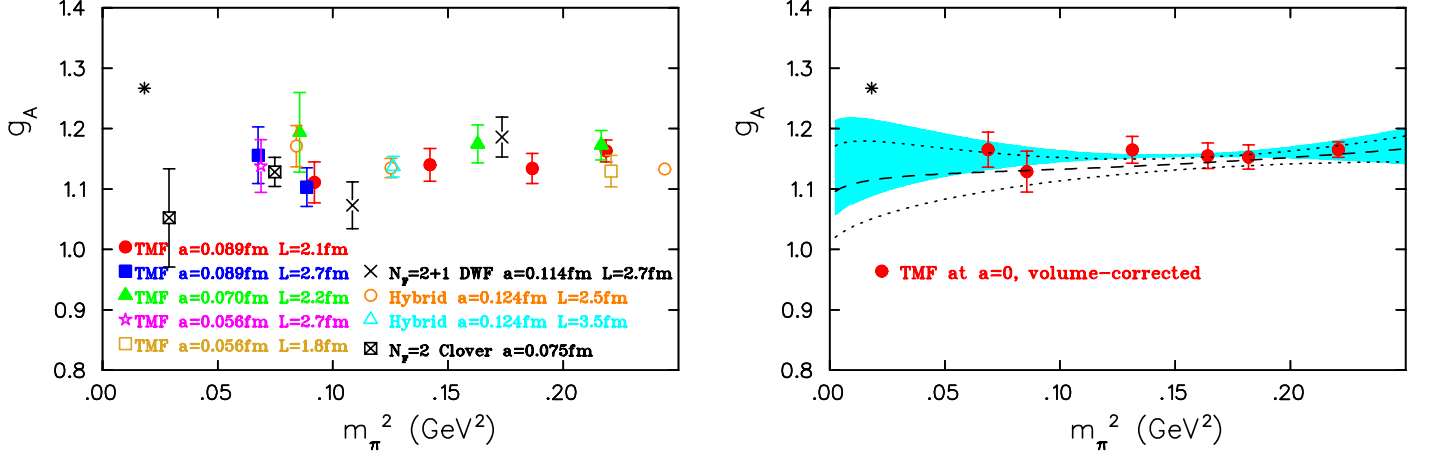 1.4
1.3
1.2
1.1
1.0
0.9
0.8
g_A
TMF a=0.089fm L=2.1fm
TMF a=0.089fm L=2.7fm
TMF a=0.070fm L=2.2fm
TMF a=0.056fm L=2.7fm
TMF a=0.056fm L=1.8fm
N_F=2+1 DWF a=0.114fm L=2.7fm
Hybrid a=0.124fm L=2.5fm
Hybrid a=0.124fm L=3.5fm
N_F=2 Clover a=0.075fm
.00 .05 .10 .15 .20
m_π² (GeV²)
1.4
1.3
1.2
1.1
1.0
0.9
0.8
g_A
TMF at a=0, volume-corrected
.00 .05 .10 .15 .20
m_π² (GeV²)